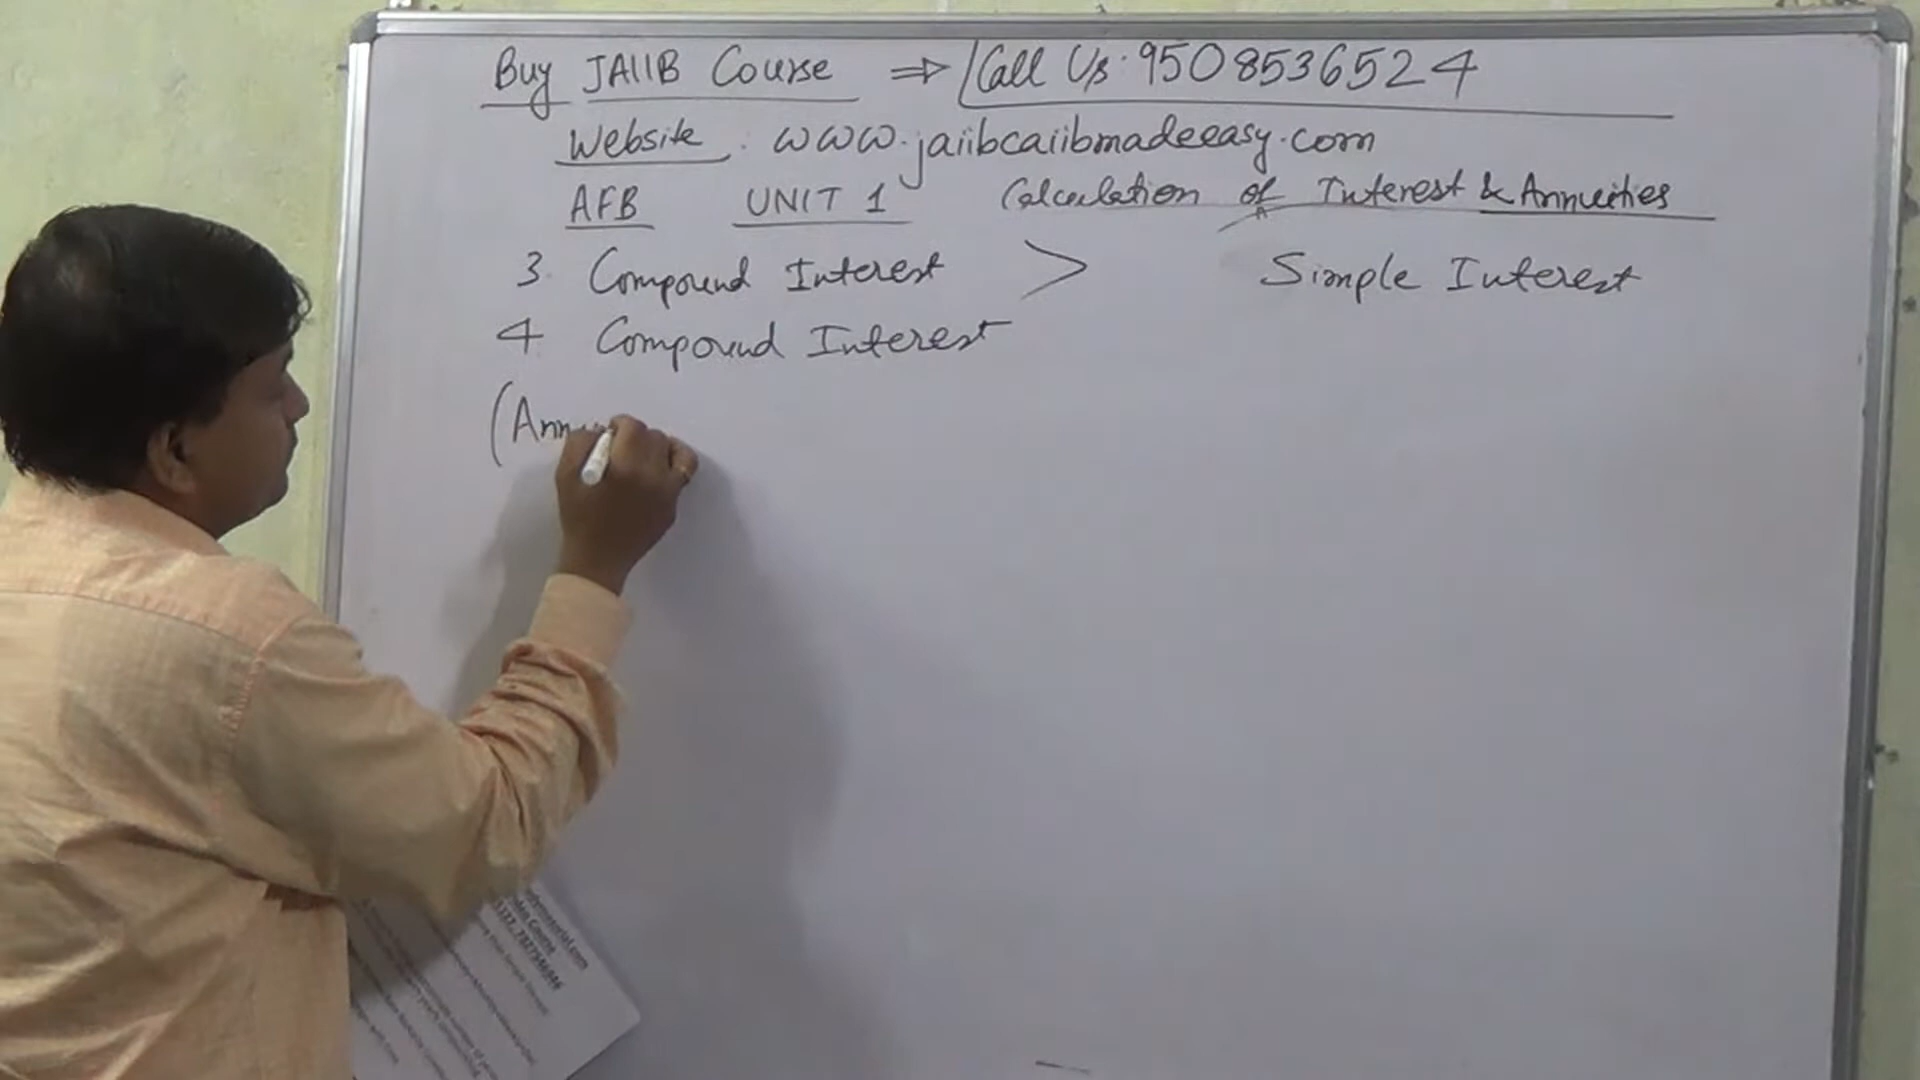 Buy JAIIB Course ⇒ Call Us: 9508536524
Website : www.jaiibcaiibmadeeasy.com
AFB UNIT 1 Calculation of Interest & Annuities
3. Compound Interest > Simple Interest
4 Compound Interest
(Annu